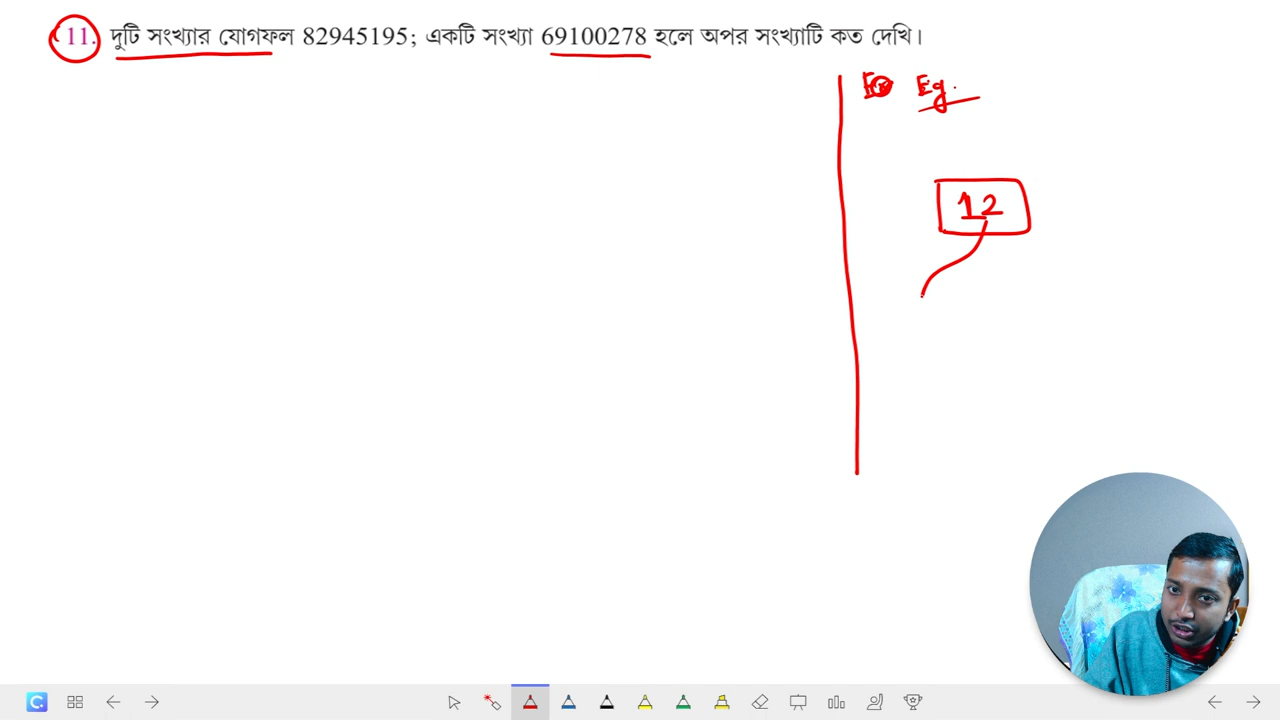 11. দুটি সংখ্যার যোগফল 82945195; একটি সংখ্যা 69100278 হলে অপর সংখ্যাটি কত দেখি।
Eg.
12